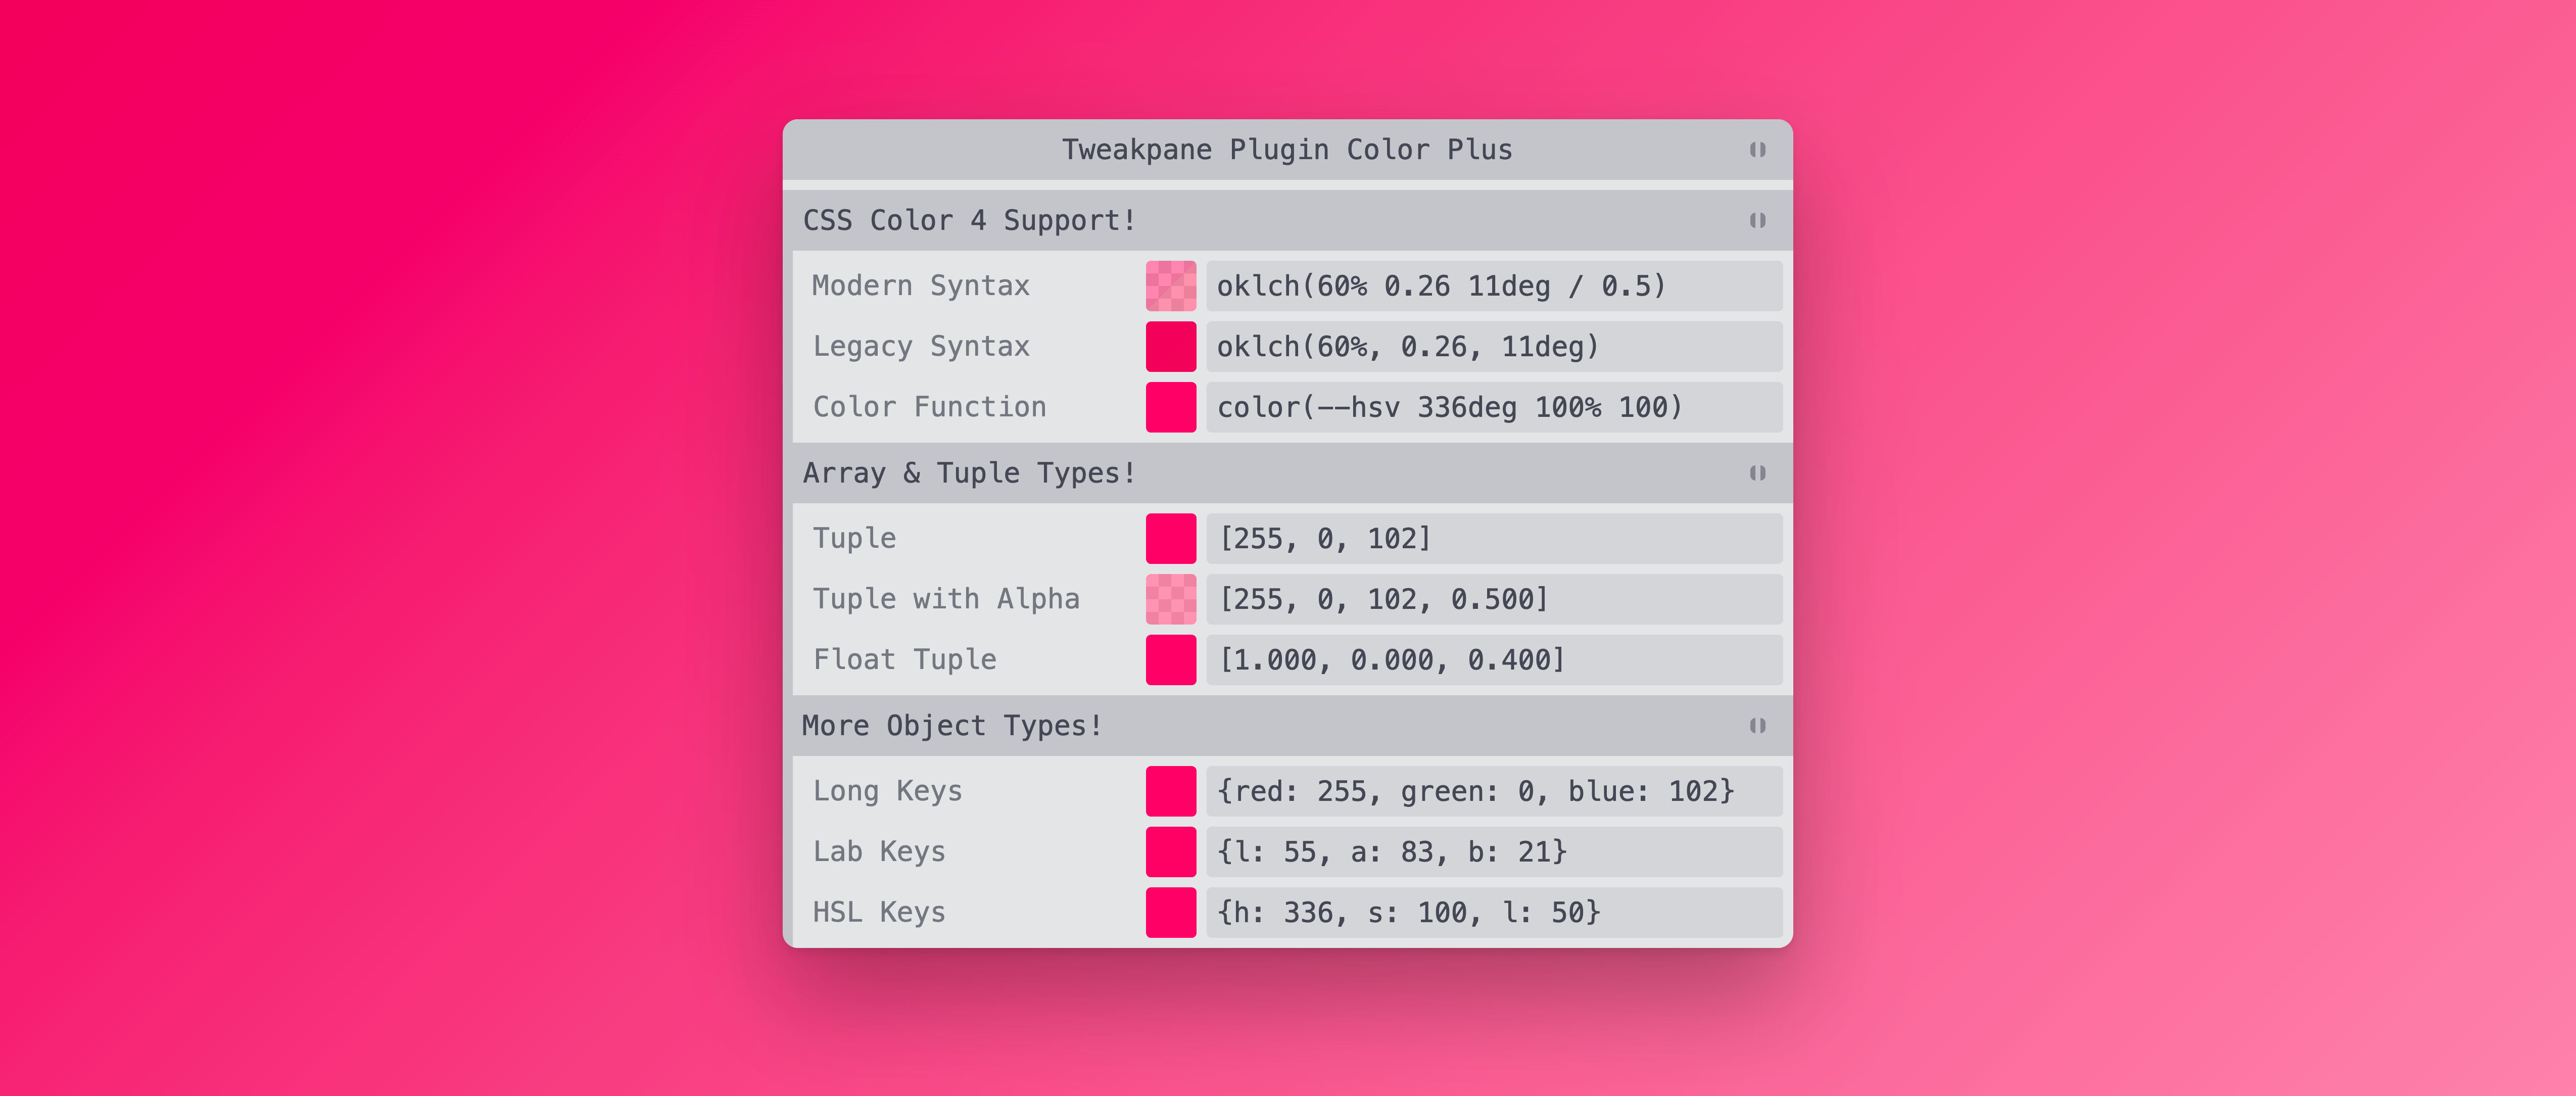 Tweakpane Plugin Color Plus
CSS Color 4 Support!
Modern Syntax oklch(60% 0.26 11deg / 0.5)
Legacy Syntax oklch(60%, 0.26, 11deg)
Color Function color(--hsv 336deg 100% 100)
Array & Tuple Types!
Tuple [255, 0, 102]
Tuple with Alpha [255, 0, 102, 0.500]
Float Tuple [1.000, 0.000, 0.400]
More Object Types!
Long Keys {red: 255, green: 0, blue: 102}
Lab Keys {l: 55, a: 83, b: 21}
HSL Keys {h: 336, s: 100, l: 50}